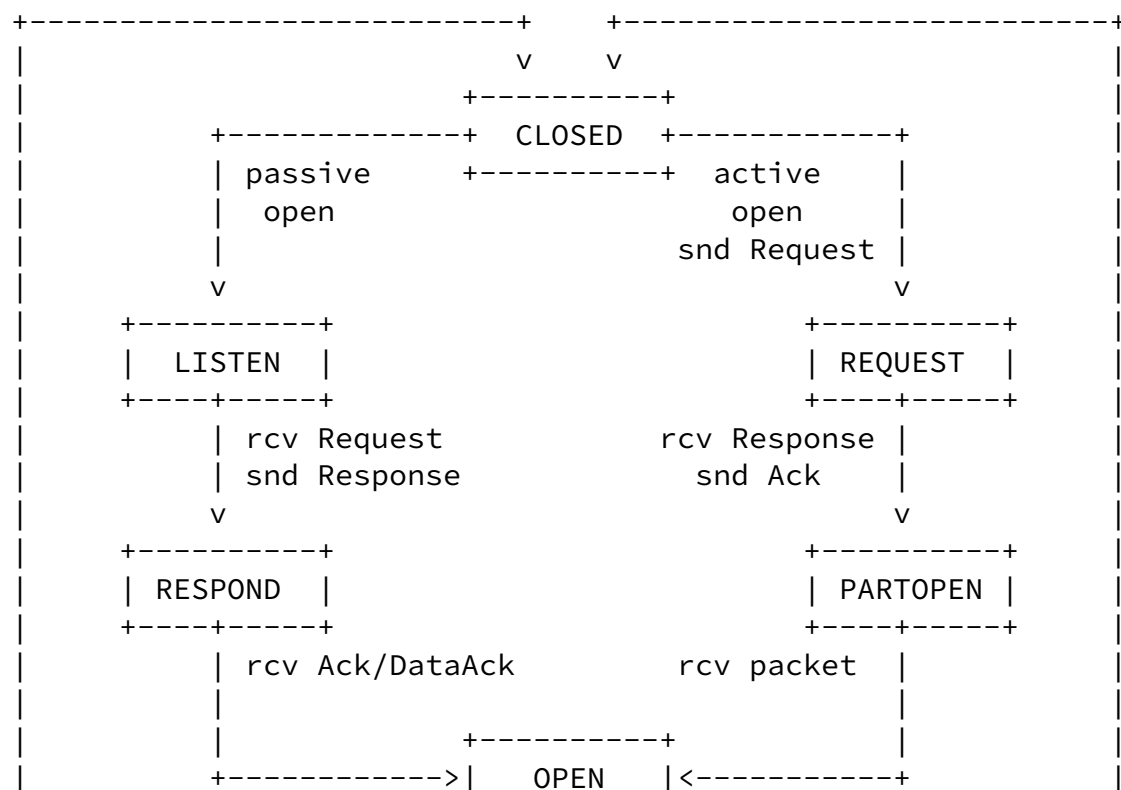 +---------------------------+    +---------------------------+
|                           v    v                           |
|                        +----------+                        |
|          +-------------+  CLOSED  +------------+           |
|          | passive     +----------+  active    |           |
|          |  open                      open     |           |
|          |                         snd Request |           |
|          v                                     v           |
|     +----------+                          +----------+     |
|     |  LISTEN  |                          | REQUEST  |     |
|     +----+-----+                          +----+-----+     |
|          | rcv Request            rcv Response |           |
|          | snd Response             snd Ack    |           |
|          v                                     v           |
|     +----------+                          +----------+     |
|     | RESPOND  |                          | PARTOPEN |     |
|     +----+-----+                          +----+-----+     |
|          | rcv Ack/DataAck         rcv packet  |           |
|          |                                     |           |
|          |             +----------+            |           |
|          +------------>|   OPEN   |<-----------+           |